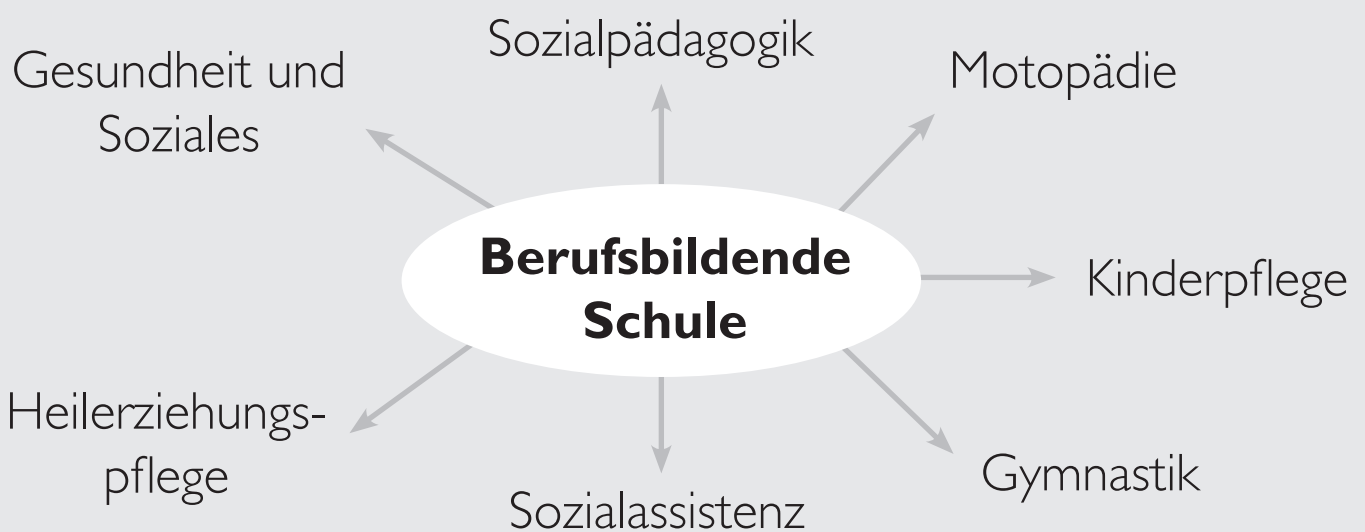 Sozialpädagogik
Gesundheit und
Soziales
Motopädie
Berufsbildende
Schule
Kinderpflege
Heilerziehungs-
pflege
Gymnastik
Sozialassistenz